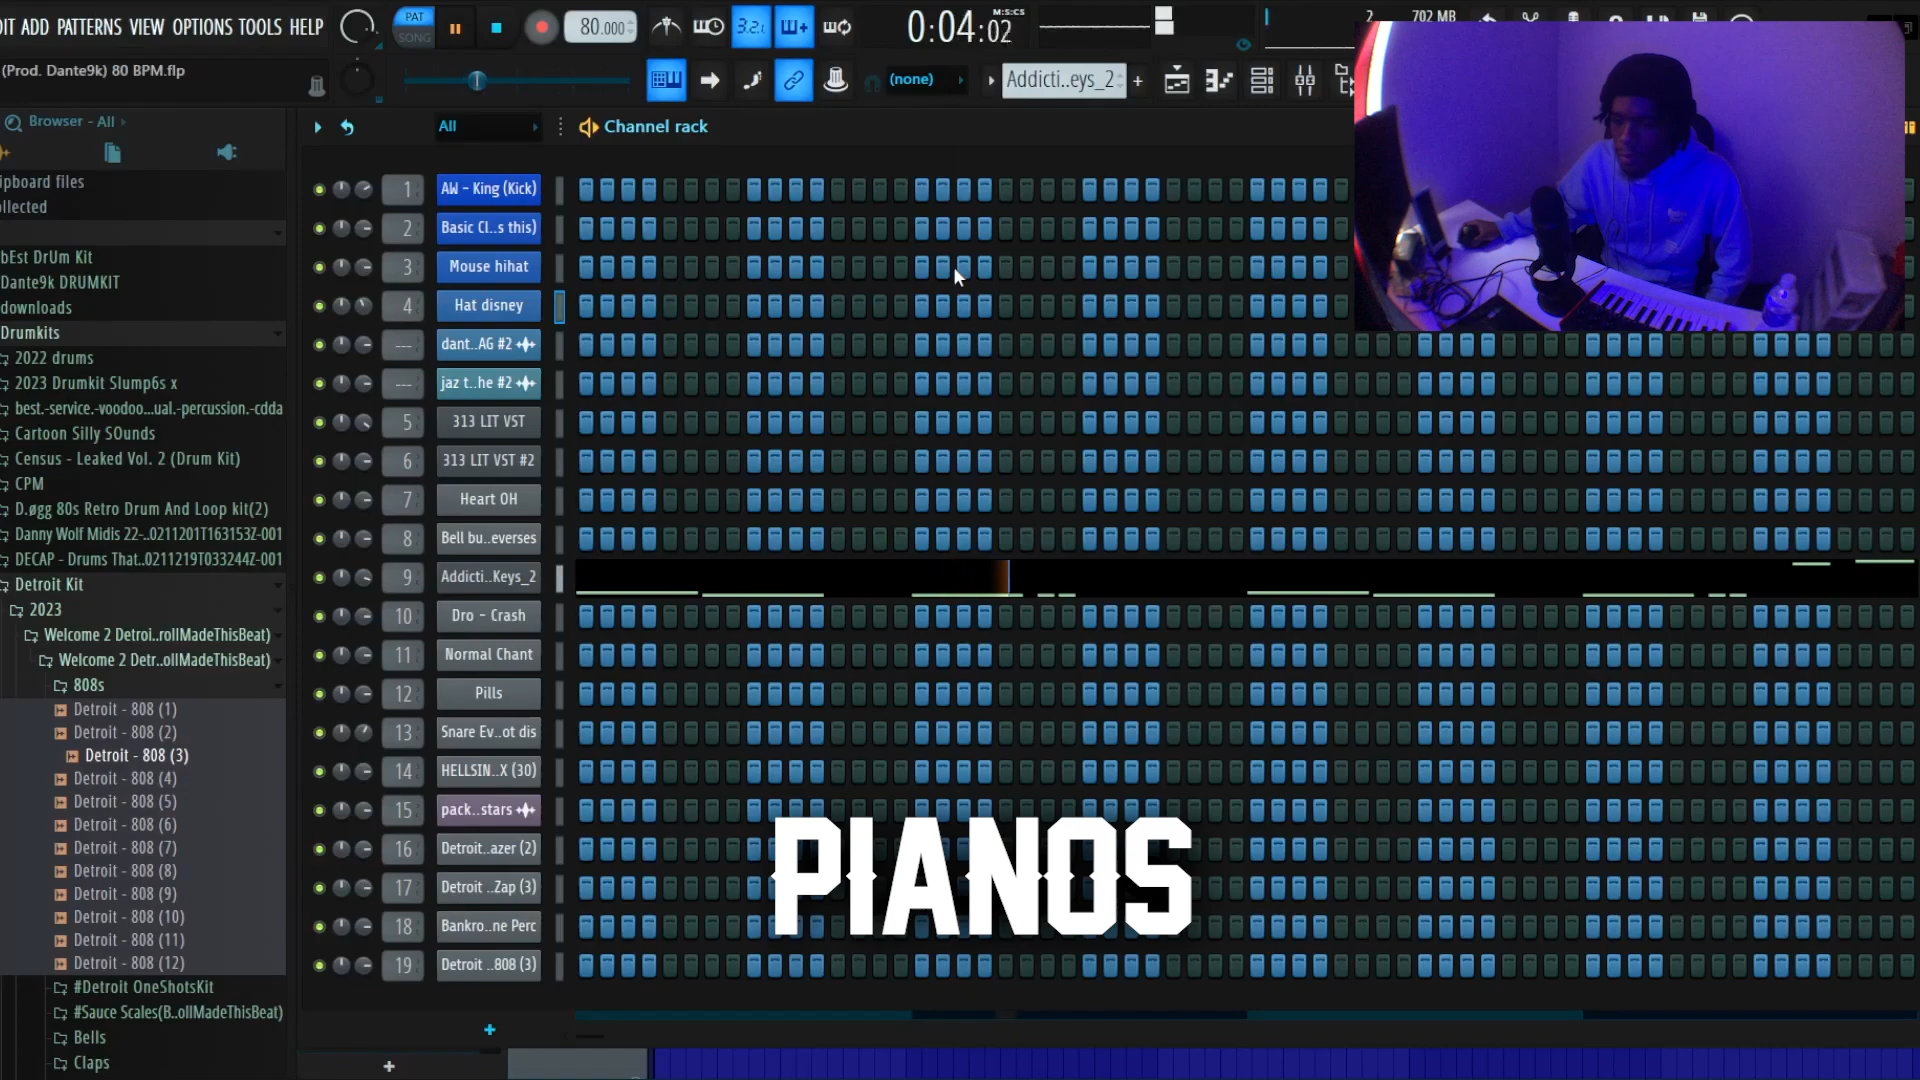 IT ADD PATTERNS VIEW OPTIONS TOOLS HELP
PAT
SONG
80.000
3.2
0:04:02
M:S:CS
2
702 MB
(Prod. Dante9k) 80 BPM.flp
(none)
Addicti..eys_2
Browser - All
All
Channel rack
ipboard files
ollected
bEst DrUm Kit
Dante9k DRUMKIT
downloads
Drumkits
2022 drums
2023 Drumkit Slump6s x
best.-service.-voodoo...ual.-percussion.-cdda
Cartoon Silly SOunds
Census - Leaked Vol. 2 (Drum Kit)
CPM
D.øgg 80s Retro Drum And Loop kit(2)
Danny Wolf Midis 22-..0211201T163153Z-001
DECAP - Drums That..0211219T033244Z-001
Detroit Kit
2023
Welcome 2 Detroi..rollMadeThisBeat)
Welcome 2 Detr..ollMadeThisBeat)
808s
Detroit - 808 (1)
Detroit - 808 (2)
Detroit - 808 (3)
Detroit - 808 (4)
Detroit - 808 (5)
Detroit - 808 (6)
Detroit - 808 (7)
Detroit - 808 (8)
Detroit - 808 (9)
Detroit - 808 (10)
Detroit - 808 (11)
Detroit - 808 (12)
#Detroit OneShotsKit
#Sauce Scales(B..ollMadeThisBeat)
Bells
Claps
1 AW - King (Kick)
2 Basic Cl..s this)
3 Mouse hihat
4 Hat disney
--- dant..AG #2
--- jaz t..he #2
5 313 LIT VST
6 313 LIT VST #2
7 Heart OH
8 Bell bu..everses
9 Addicti..Keys_2
10 Dro - Crash
11 Normal Chant
12 Pills
13 Snare Ev..ot dis
14 HELLSIN..X (30)
15 pack..stars
16 Detroit..azer (2)
17 Detroit ..Zap (3)
18 Bankro..ne Perc
19 Detroit ..808 (3)
PIANOS